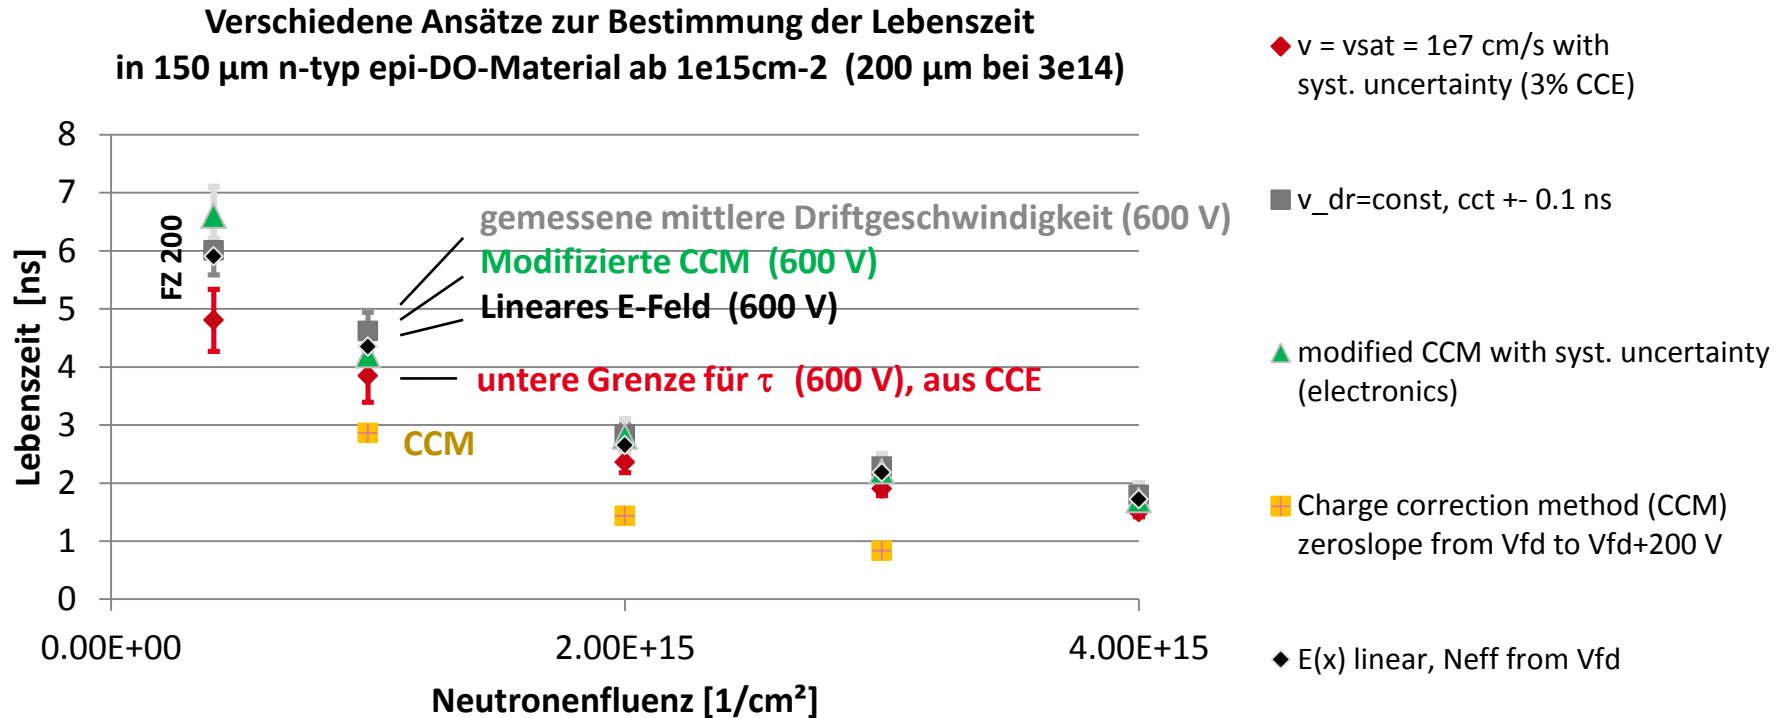 Verschiedene Ansätze zur Bestimmung der Lebenszeit
in 150 µm n-typ epi-DO-Material ab 1e15cm-2 (200 µm bei 3e14)
Lebenszeit [ns]
8
7
6
5
4
3
2
1
0
FZ 200
gemessene mittlere Driftgeschwindigkeit (600 V)
Modifizierte CCM (600 V)
Lineares E-Feld (600 V)
untere Grenze für τ (600 V), aus CCE
CCM
0.00E+00
2.00E+15
4.00E+15
Neutronenfluenz [1/cm²]
v = vsat = 1e7 cm/s with
syst. uncertainty (3% CCE)
v_dr=const, cct +- 0.1 ns
modified CCM with syst. uncertainty
(electronics)
Charge correction method (CCM)
zeroslope from Vfd to Vfd+200 V
E(x) linear, Neff from Vfd